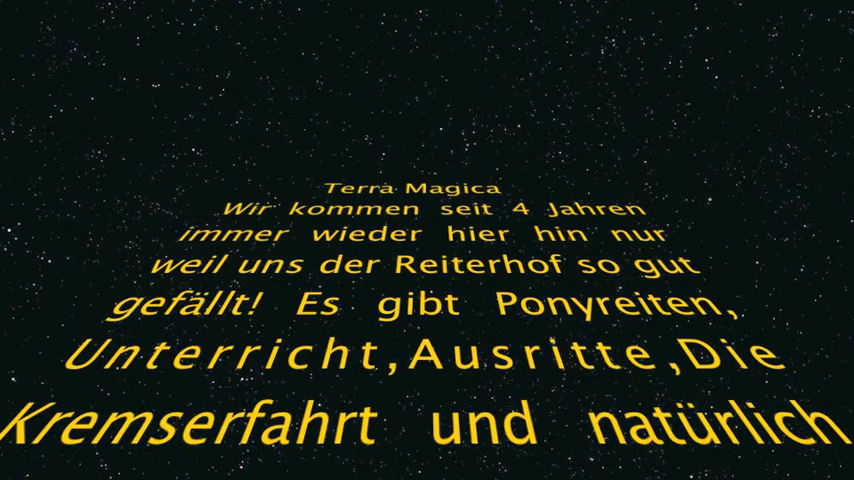 Terra Magica
Wir kommen seit 4 Jahren
immer wieder hier hin nur
weil uns der Reiterhof so gut
gefällt! Es gibt Ponyreiten,
Unterricht,Ausritte,Die
Kremserfahrt und natürlich